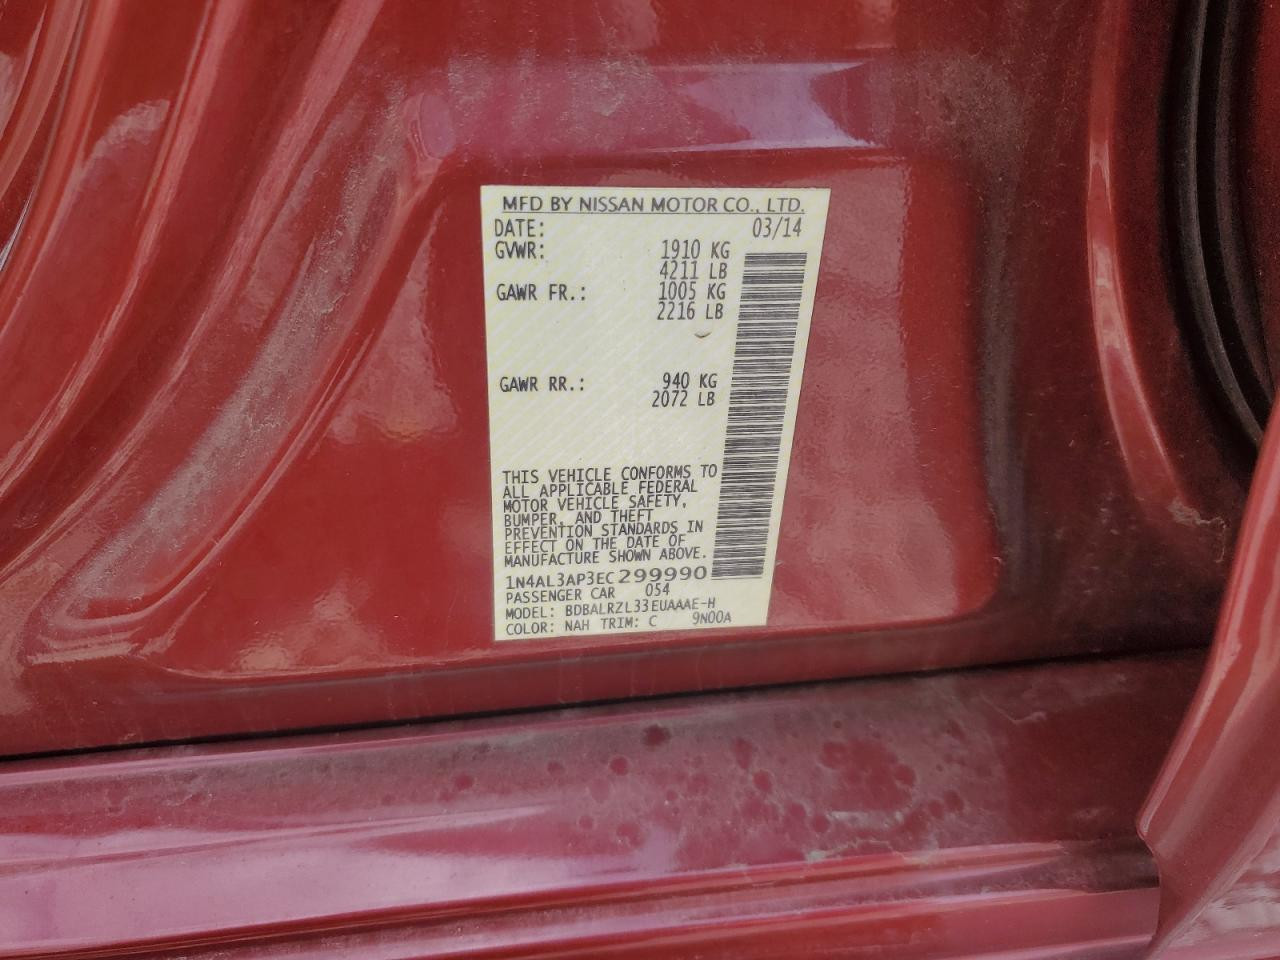 MFD BY NISSAN MOTOR CO., LTD.
DATE: 03/14
GVWR: 1910 KG
4211 LB
GAWR FR.: 1005 KG
2216 LB
GAWR RR.: 940 KG
2072 LB
THIS VEHICLE CONFORMS TO
ALL APPLICABLE FEDERAL
MOTOR VEHICLE SAFETY,
BUMPER, AND THEFT
PREVENTION STANDARDS IN
EFFECT ON THE DATE OF
MANUFACTURE SHOWN ABOVE.
1N4AL3AP3EC299990
PASSENGER CAR 054
MODEL: BDBALRZL33EUAAAE-H
COLOR: NAH TRIM: C 9N00A